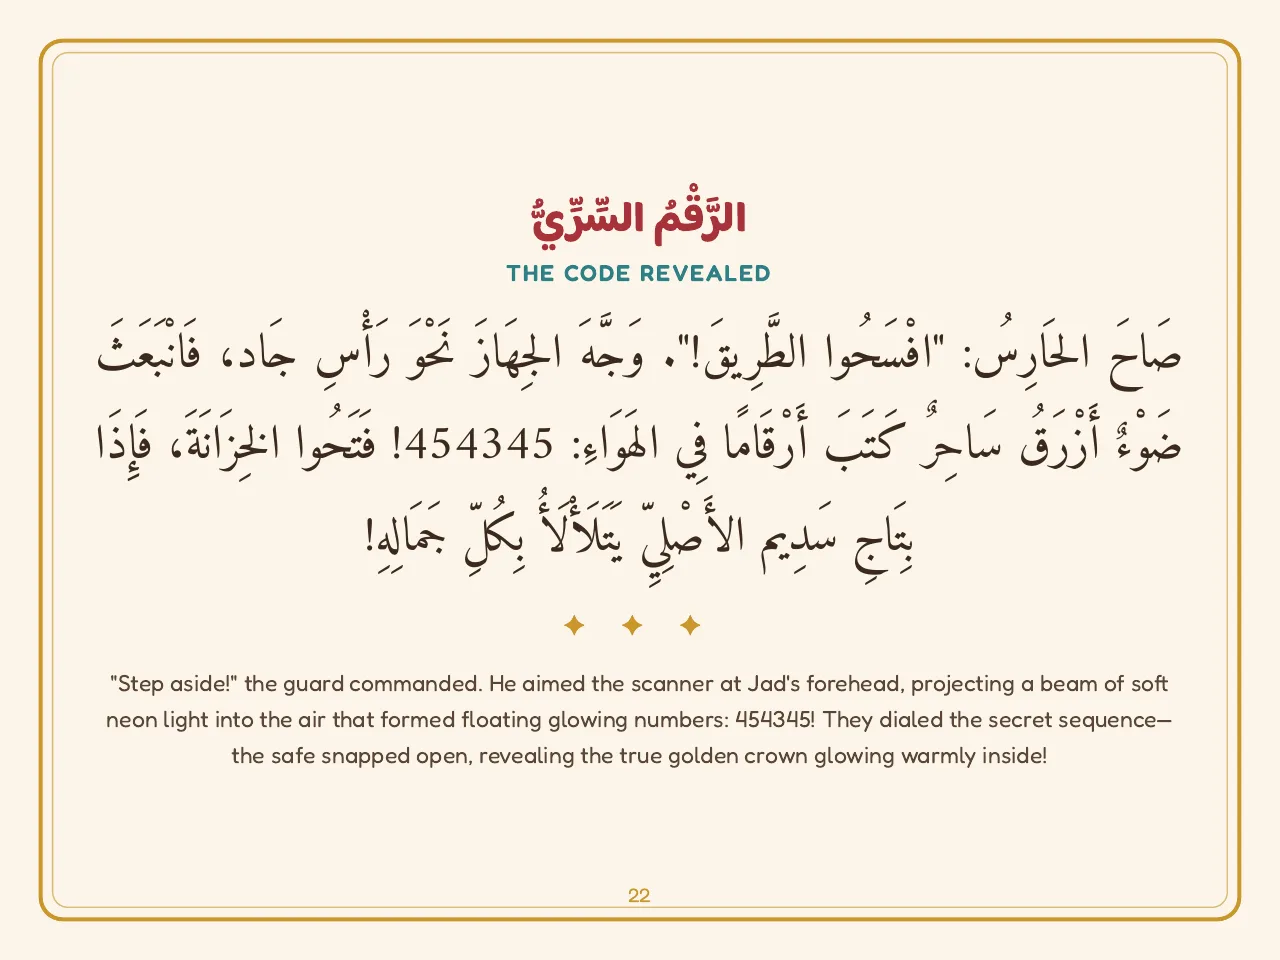 الرَّقْمُ السِّرِّيُّ
THE CODE REVEALED
صَاحَ الحَارِسُ: "افْسَحُوا الطَّرِيقَ!". وَجَّهَ الجِهَازَ نَحْوَ رَأْسِ جَاد، فَانْبَعَثَ
ضَوْءٌ أَزْرَقُ سَاحِرٌ كَتَبَ أَرْقَامًا فِي الهَوَاءِ: 454345! فَتَحُوا الخِزَانَةَ، فَإِذَا
بِتَاجِ سَدِيم الأَصْلِيِّ يَتَلَأْلَأُ بِكُلِّ جَمَالِهِ!
"Step aside!" the guard commanded. He aimed the scanner at Jad's forehead, projecting a beam of soft
neon light into the air that formed floating glowing numbers: 454345! They dialed the secret sequence—
the safe snapped open, revealing the true golden crown glowing warmly inside!
22